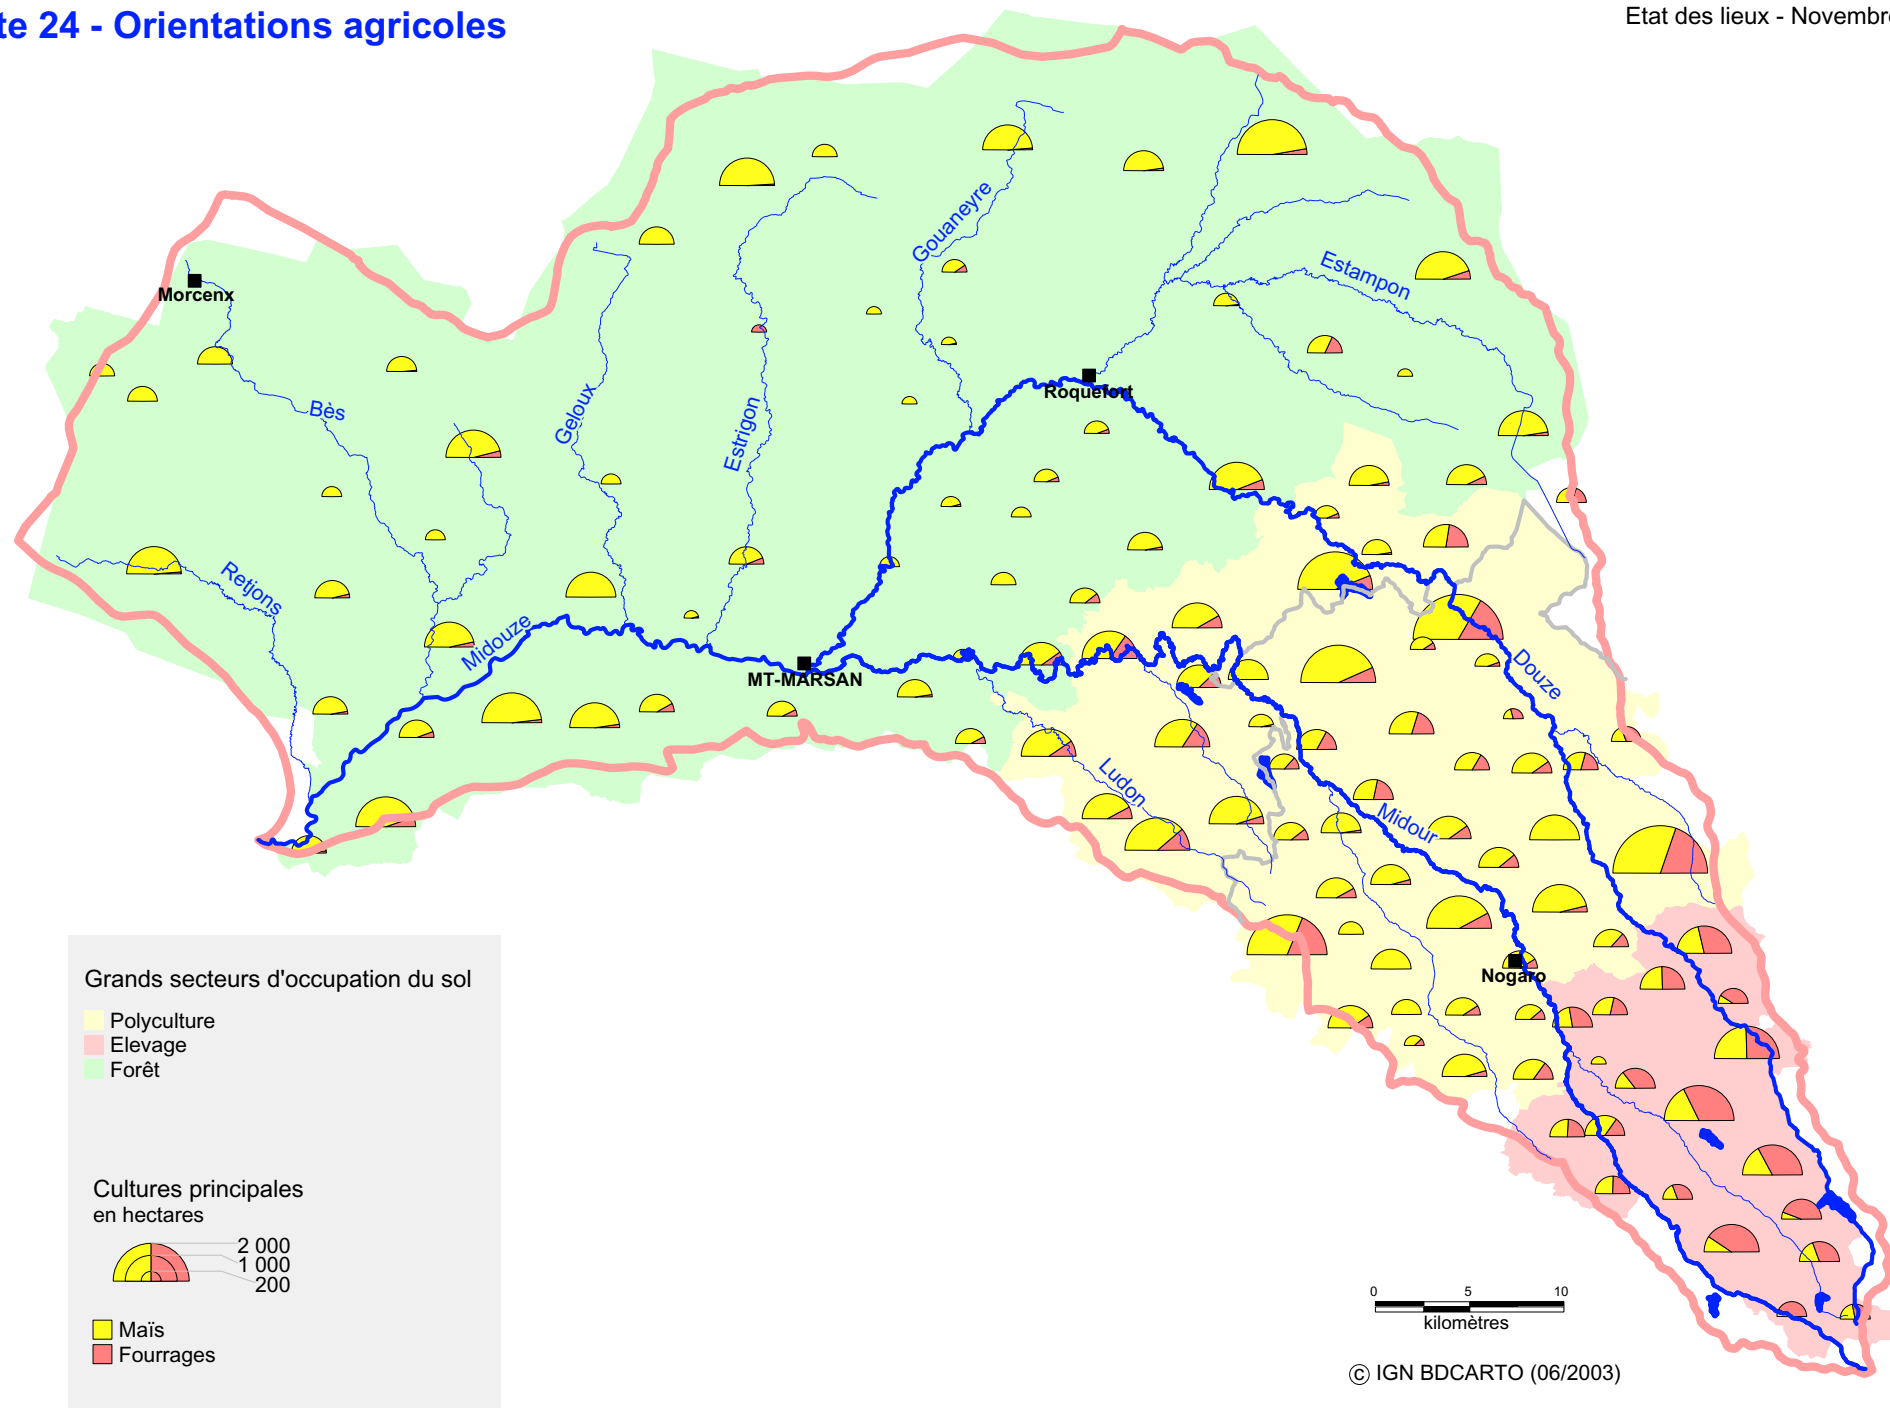 te 24 - Orientations agricoles
Etat des lieux - Novembre
Gouaneyre
Estampon
Morcenx
Roquefort
Bès
Geloux
Estrigon
Retjons
Midouze
MT-MARSAN
Douze
Ludon
Midour
Nogaro
Grands secteurs d'occupation du sol
Polyculture
Elevage
Forêt
Cultures principales
en hectares
2 000
1 000
200
Maïs
Fourrages
0 5 10
kilomètres
© IGN BDCARTO (06/2003)